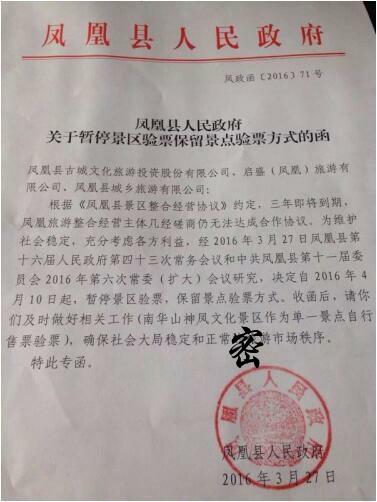 凤凰县人民政府
凤政函〔2016〕71号
凤凰县人民政府
关于暂停景区验票保留景点验票方式的函
凤凰县古城文化旅游投资股份有限公司、启盛（凤凰）旅游有
限公司、凤凰县城乡旅游有限公司：
根据《凤凰县景区整合经营协议》约定，三年即将到期，
凤凰旅游整合经营主体几经磋商仍无法达成合作协议。为维护
社会稳定，充分考虑各方利益，经2016年3月27日凤凰县第
十六届人民政府第四十三次常务会议和中共凤凰县第十一届委
员会2016年第六次常委（扩大）会议研究，决定自2016年4
月10日起，暂停景区验票，保留景点验票方式。收函后，请你
们及时做好相关工作(南华山神凤文化景区作为单一景点自行
售票验票)，确保社会大局稳定和正常游市场秩序。
密
特此专函。
凤凰县人民政府
凤凰县人民政府
2016年3月27日